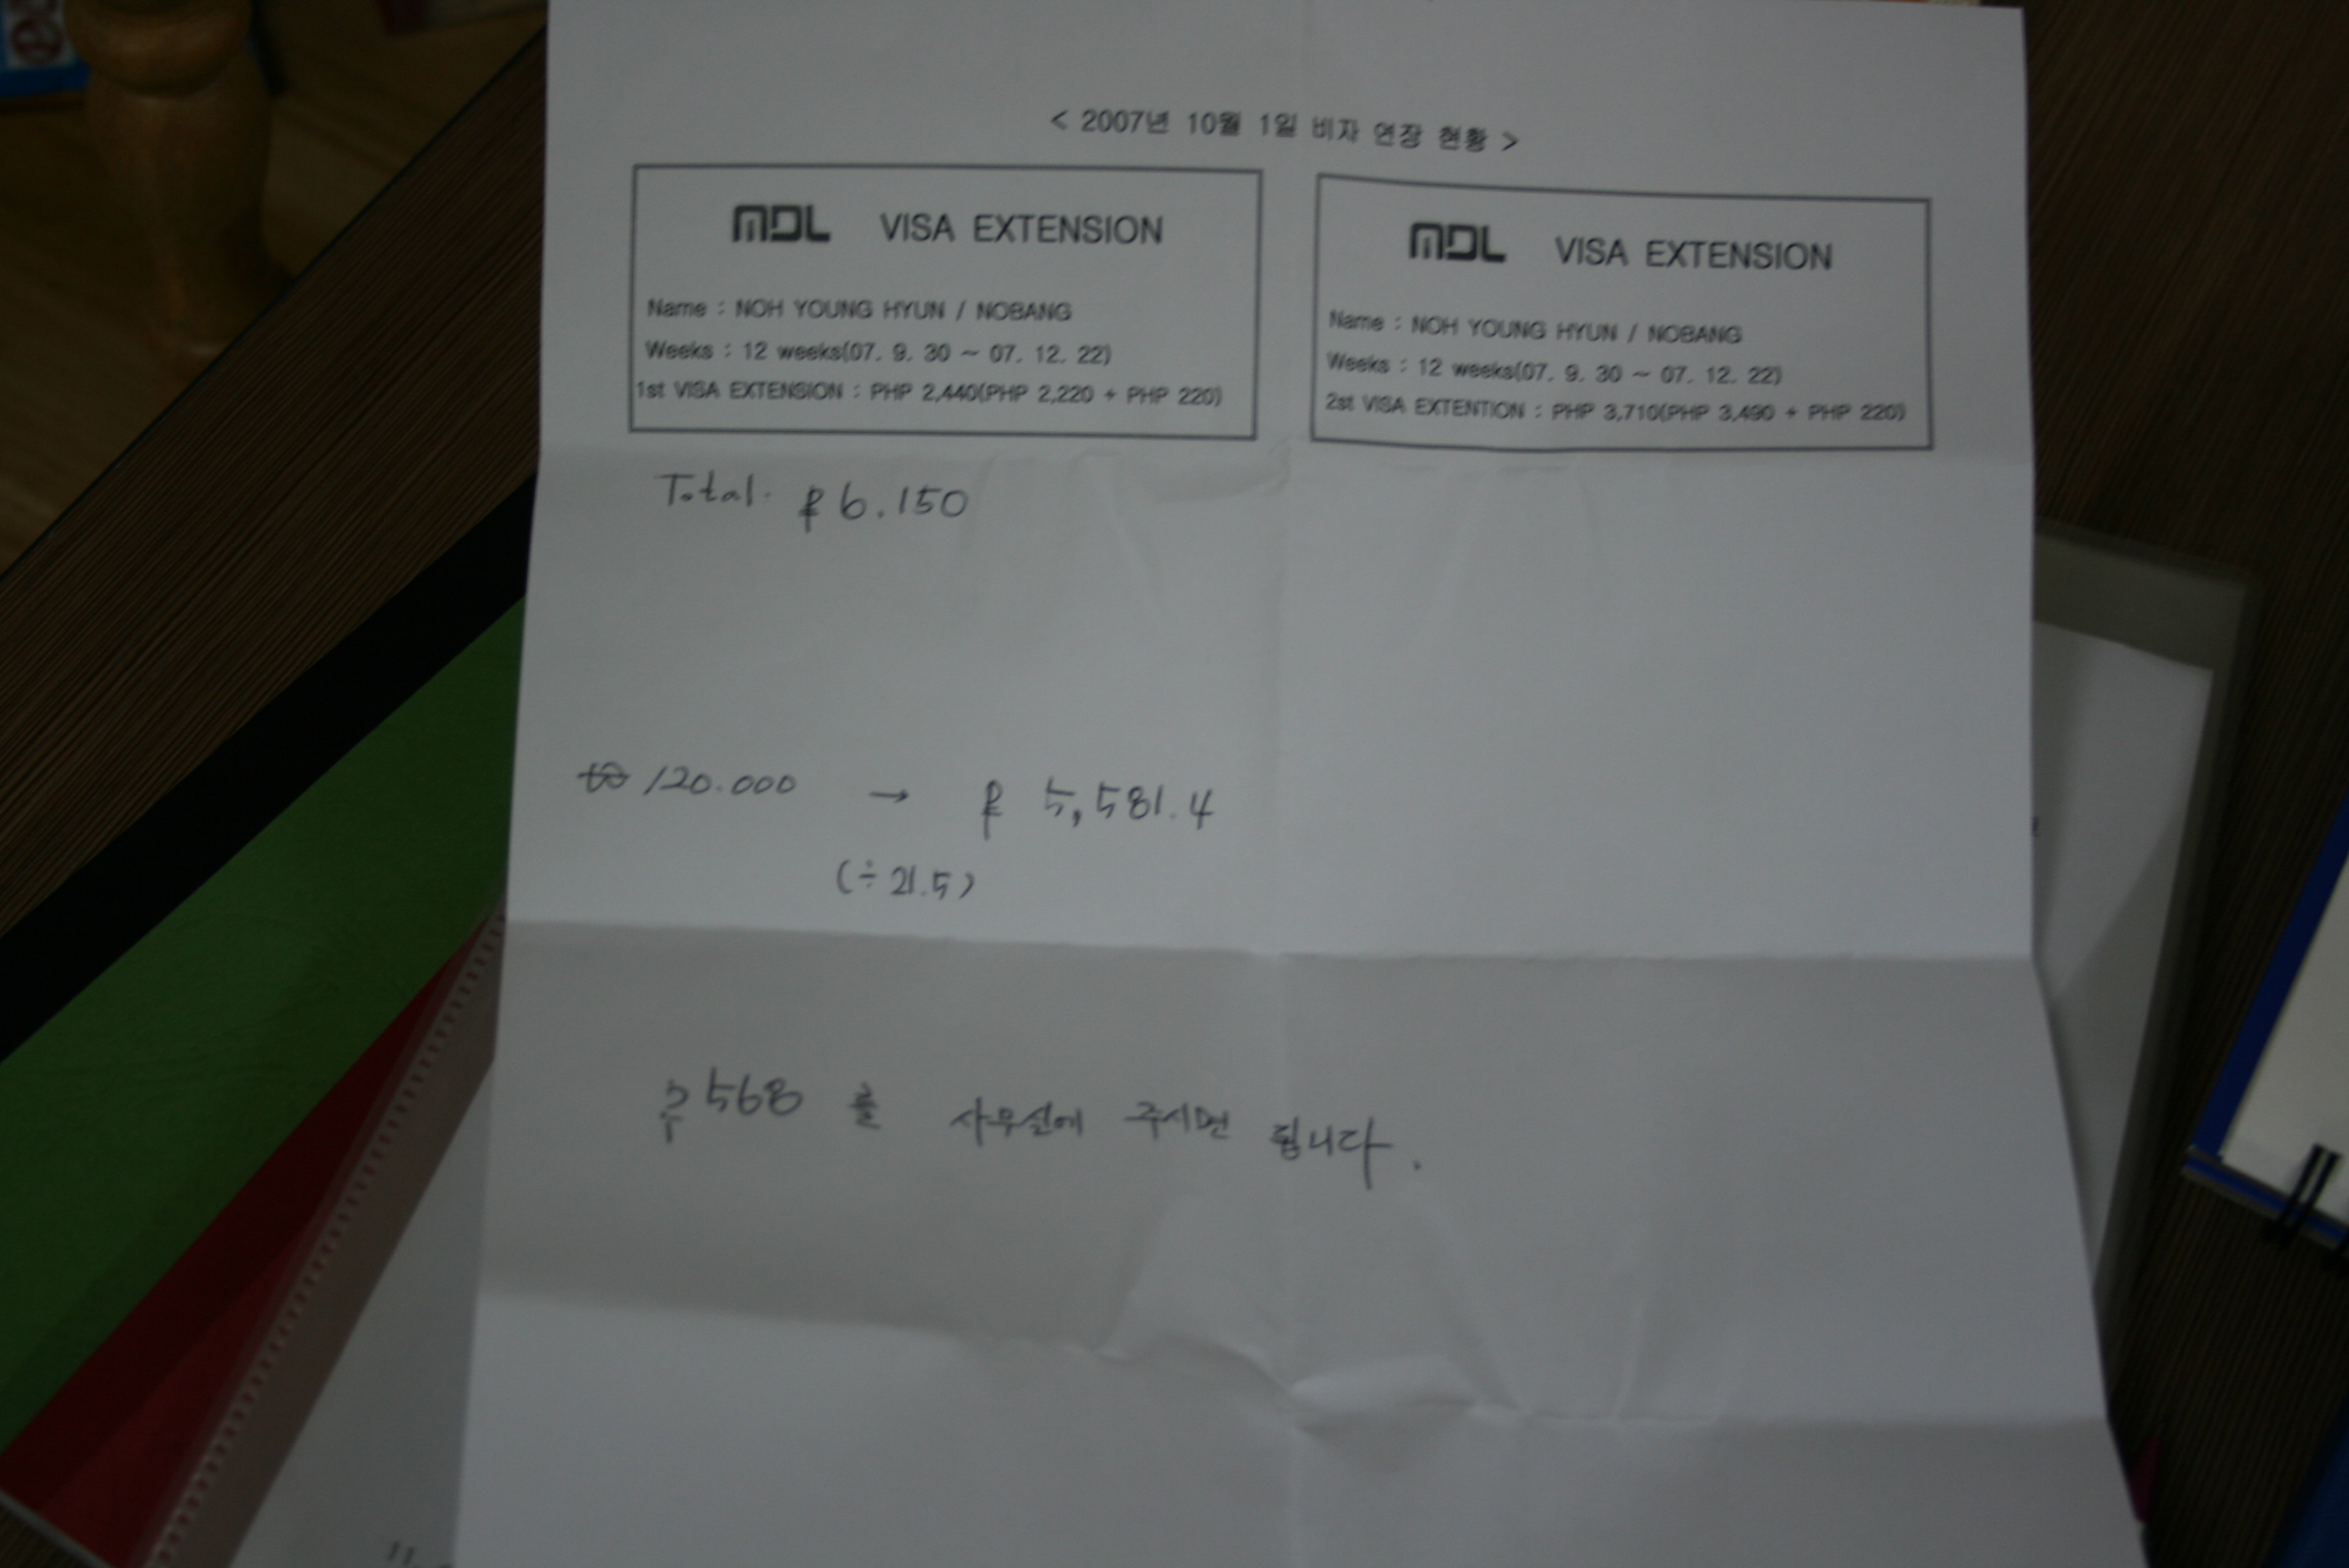 < 2007년 10월 1일 비자 연장 현황 >
MDL VISA EXTENSION
Name : NOH YOUNG HYUN / NOBANG
Weeks : 12 weeks(07. 9. 30 ~ 07. 12. 22)
1st VISA EXTENSION : PHP 2,440(PHP 2,220 + PHP 220)
MDL VISA EXTENSION
Name : NOH YOUNG HYUN / NOBANG
Weeks : 12 weeks(07. 9. 30 ~ 07. 12. 22)
2st VISA EXTENTION : PHP 3,710(PHP 3,490 + PHP 220)
Total. ₱6.150
₩120.000 → ₱ 5,581.4
(÷21.5)
₱568 를 사무실에 주시면 됩니다.